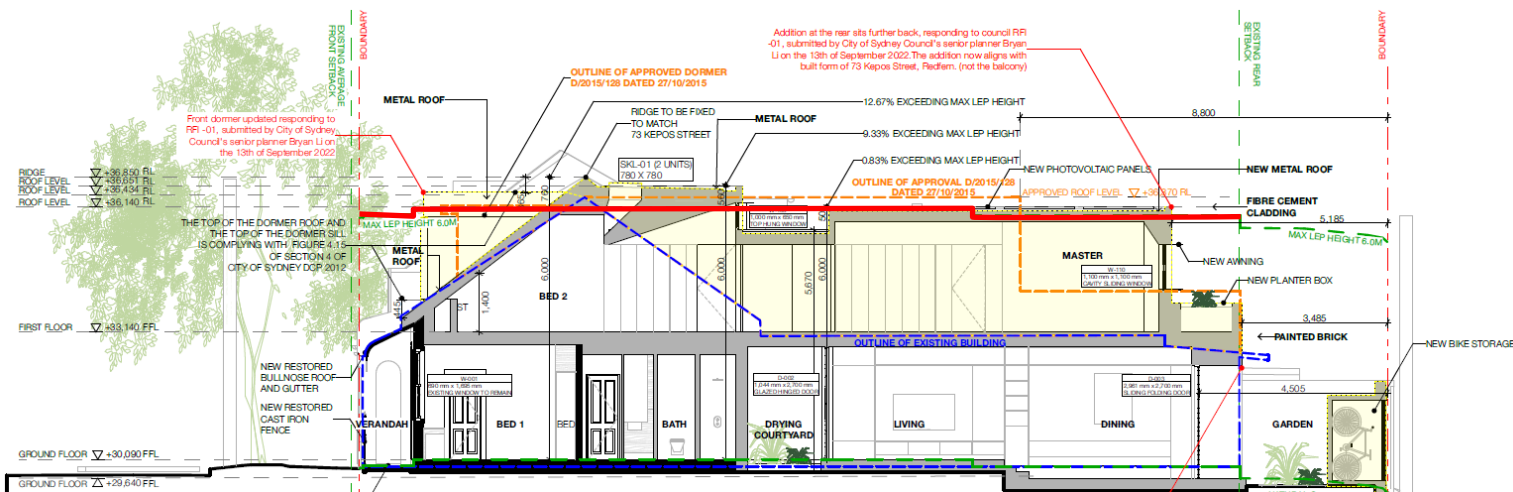 EXISTING AVERAGE
FRONT SETBACK
BOUNDARY
Addition at the rear sits further back, responding to council RFI
-01, submitted by City of Sydney Council's senior planner Bryan
Li on the 13th of September 2022. The addition now aligns with
built form of 73 Kepos Street, Redfern. (not the balcony)
EXISTING REAR
SETBACK
BOUNDARY
OUTLINE OF APPROVED DORMER
D/2015/128 DATED 27/10/2015
METAL ROOF
Front dormer updated responding to
RFI -01, submitted by City of Sydney
Council's senior planner Bryan Li on
the 13th of September 2022
RIDGE TO BE FIXED
TO MATCH
73 KEPOS STREET
METAL ROOF
12.67% EXCEEDING MAX LEP HEIGHT
9.33% EXCEEDING MAX LEP HEIGHT
0.83% EXCEEDING MAX LEP HEIGHT
8,800
SKL-01 (2 UNITS)
780 X 780
NEW PHOTOVOLTAIC PANELS
NEW METAL ROOF
OUTLINE OF APPROVAL D/2015/128
DATED 27/10/2015
APPROVED ROOF LEVEL
RIDGE +36,850 RL
ROOF LEVEL +36,651 RL
ROOF LEVEL +36,434 RL
ROOF LEVEL +36,140 RL
760
560
FIBRE CEMENT
CLADDING
5,185
THE TOP OF THE DORMER ROOF AND
THE TOP OF THE DORMER SILL
IS COMPLYING WITH FIGURE 4.15
OF SECTION 4 OF
CITY OF SYDNEY DCP 2012
MAX LEP HEIGHT 6.0M
TOP HUNG WINDOW
MAX LEP HEIGHT 6.0M
METAL
ROOF
6,000
6,000
5,670
6,000
1,400
445
BED 2
ST
MASTER
W-110
1,100 mm x 1,100 mm
CAVITY SLIDING WINDOW
NEW AWNING
NEW PLANTER BOX
3,485
FIRST FLOOR +33,140 FFL
OUTLINE OF EXISTING BUILDING
PAINTED BRICK
NEW BIKE STORAGE
NEW RESTORED
BULLNOSE ROOF
AND GUTTER
NEW RESTORED
CAST IRON
FENCE
W-001
890 mm x 1,695 mm
EXISTING WINDOW TO REMAIN
D-002
1,044 mm x 2,700 mm
GLAZED HINGED DOOR
D-003
2,961 mm x 2,700 mm
SLIDING FOLDING DOOR
4,505
VERANDAH
BED 1
BED
BATH
DRYING
COURTYARD
LIVING
DINING
GARDEN
GROUND FLOOR +30,090 FFL
GROUND FLOOR +29,640 FFL